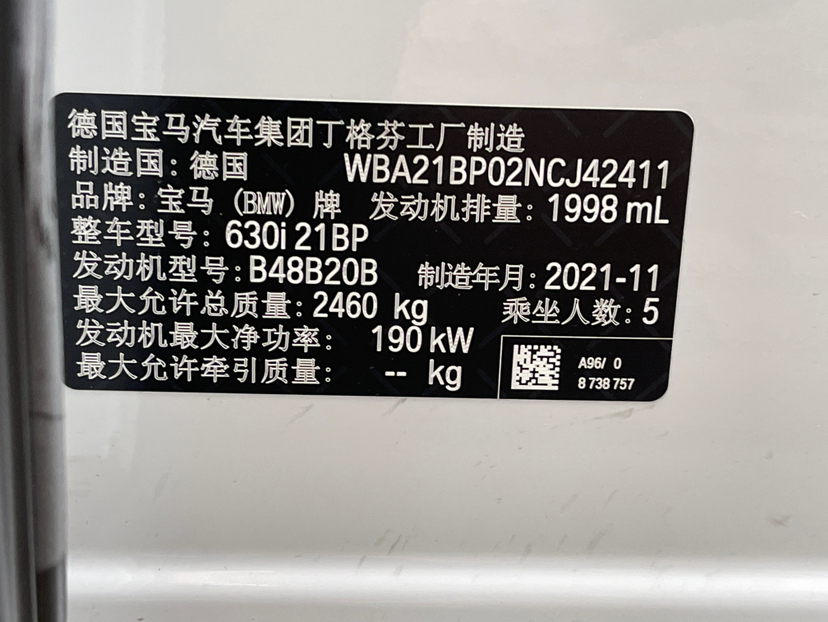 德国宝马汽车集团丁格芬工厂制造
制造国：德国 WBA21BP02NCJ42411
品牌：宝马 (BMW) 牌 发动机排量：1998 mL
整车型号：630i 21BP
发动机型号：B48B20B 制造年月：2021-11
最大允许总质量：2460 kg 乘坐人数：5
发动机最大净功率： 190 kW
最大允许牵引质量： -- kg
A96/ 0
8 738 757